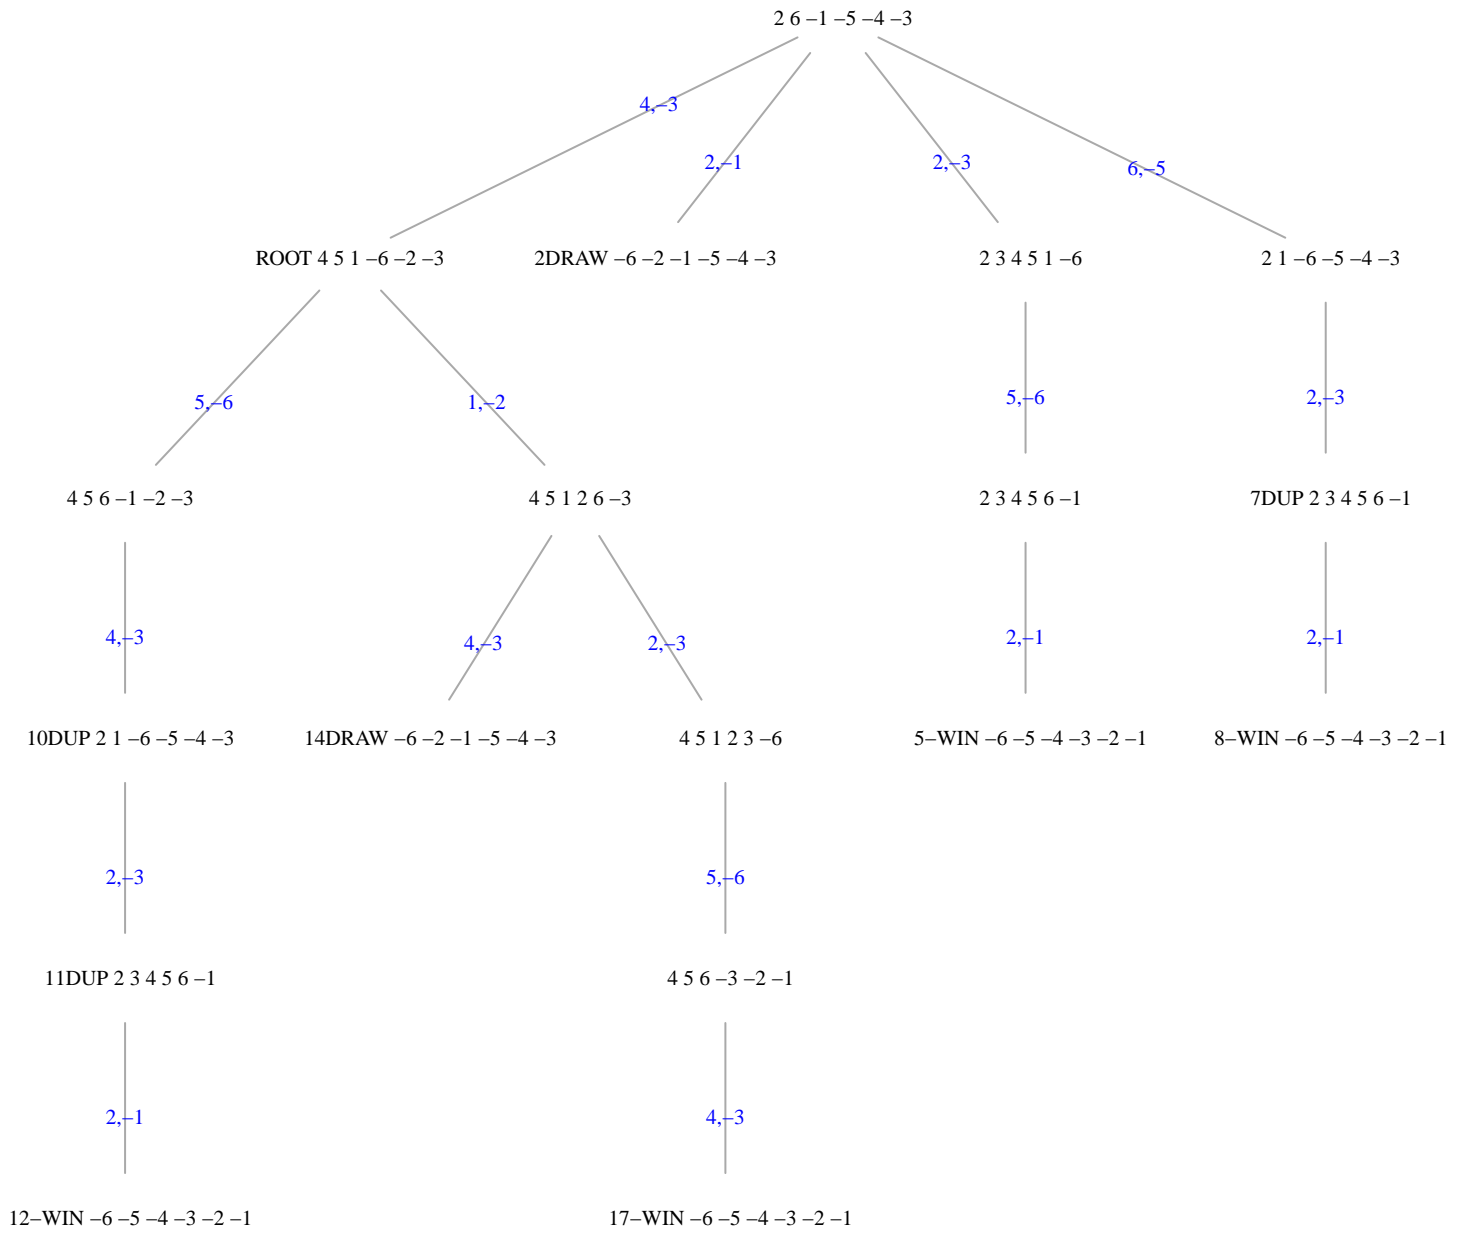 2 6 –1 –5 –4 –3
4,–3
2,–1
2,–3
6,–5
ROOT 4 5 1 –6 –2 –3
2DRAW –6 –2 –1 –5 –4 –3
2 3 4 5 1 –6
2 1 –6 –5 –4 –3
5,–6
1,–2
5,–6
2,–3
4 5 6 –1 –2 –3
4 5 1 2 6 –3
2 3 4 5 6 –1
7DUP 2 3 4 5 6 –1
4,–3
4,–3
2,–3
2,–1
2,–1
10DUP 2 1 –6 –5 –4 –3
14DRAW –6 –2 –1 –5 –4 –3
4 5 1 2 3 –6
5–WIN –6 –5 –4 –3 –2 –1
8–WIN –6 –5 –4 –3 –2 –1
2,–3
5,–6
11DUP 2 3 4 5 6 –1
4 5 6 –3 –2 –1
2,–1
4,–3
12–WIN –6 –5 –4 –3 –2 –1
17–WIN –6 –5 –4 –3 –2 –1